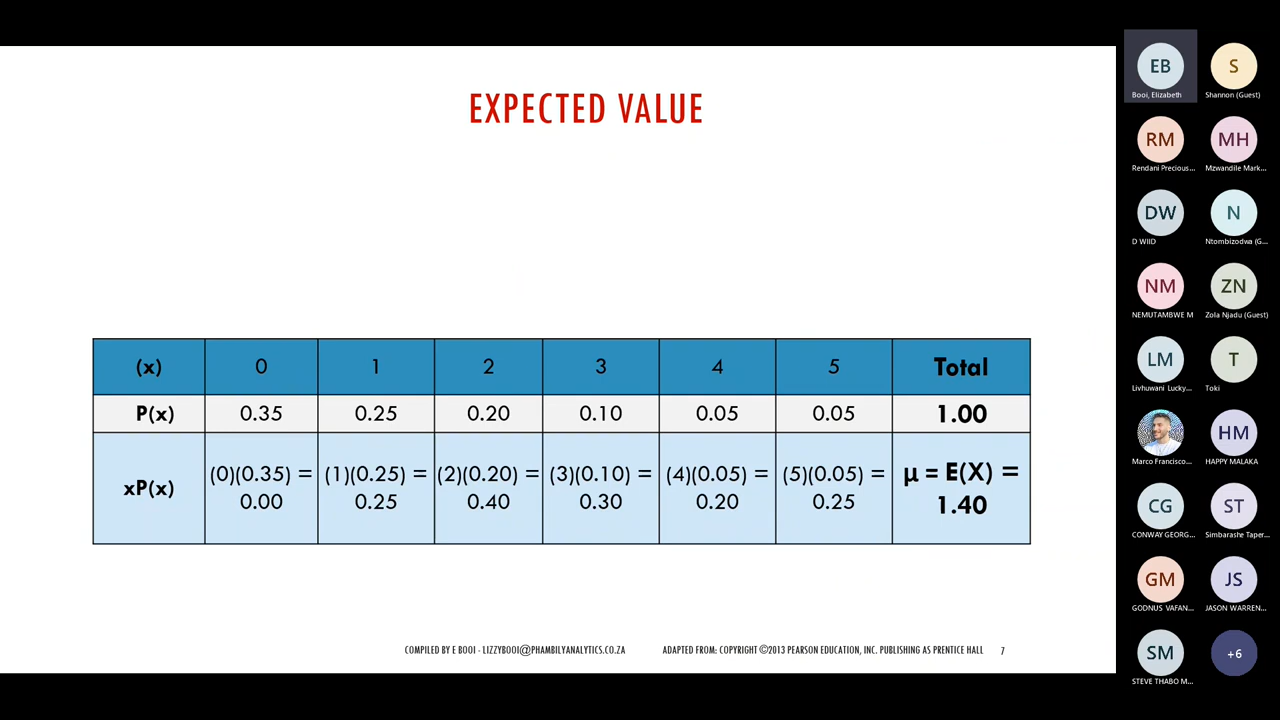 EXPECTED VALUE
(x) 0 1 2 3 4 5 Total
P(x) 0.35 0.25 0.20 0.10 0.05 0.05 1.00
xP(x) (0)(0.35) = 0.00 (1)(0.25) = 0.25 (2)(0.20) = 0.40 (3)(0.10) = 0.30 (4)(0.05) = 0.20 (5)(0.05) = 0.25 µ = E(X) = 1.40
COMPILED BY E BOOI - LIZZYBOOI@PHAMBILYANALYTICS.CO.ZA ADAPTED FROM: COPYRIGHT ©2013 PEARSON EDUCATION, INC. PUBLISHING AS PRENTICE HALL 7
EB S
Booi, Elizabeth Shannon (Guest)
RM MH
Rendani Precious... Mzwandile Mark...
DW N
D WIID Ntombizodwa (G...
NM ZN
NEMUTAMBWE M Zola Njadu (Guest)
LM T
Livhuwani Lucky... Toki
HM
Marco Francisco... HAPPY MALAKA
CG ST
CONWAY GEORG... Simbarashe Taper...
GM JS
GODNUS VAFAN... JASON WARREN...
SM +6
STEVE THABO M...